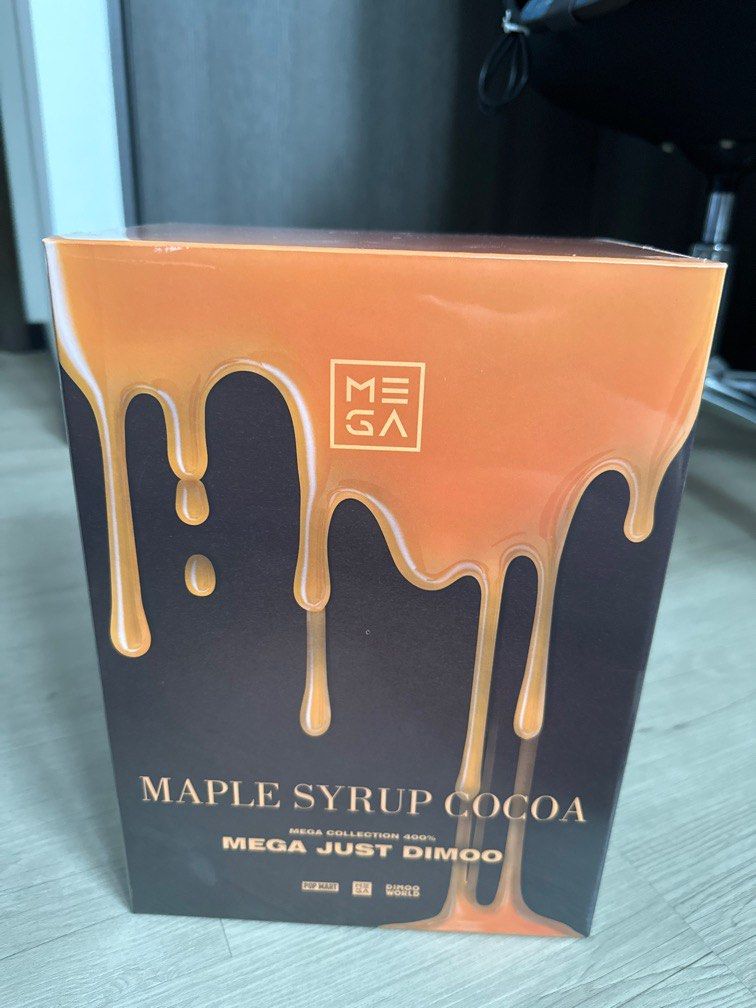 ME
GA
MAPLE SYRUP COCOA
MEGA COLLECTION 400%
MEGA JUST DIMOO
POP MART
ME
GA
DIMOO
WORLD